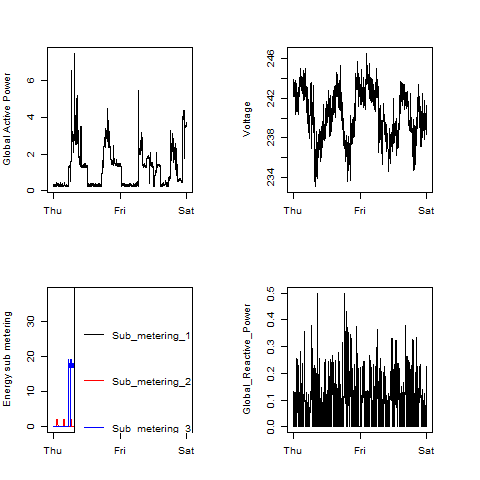 Global Active Power
0 2 4 6
Thu Fri Sat
Voltage
234 238 242 246
Thu Fri Sat
Energy sub metering
0 10 20 30
Sub_metering_1
Sub_metering_2
Sub_metering_3
Thu Fri Sat
Global_Reactive_Power
0.0 0.1 0.2 0.3 0.4 0.5
Thu Fri Sat